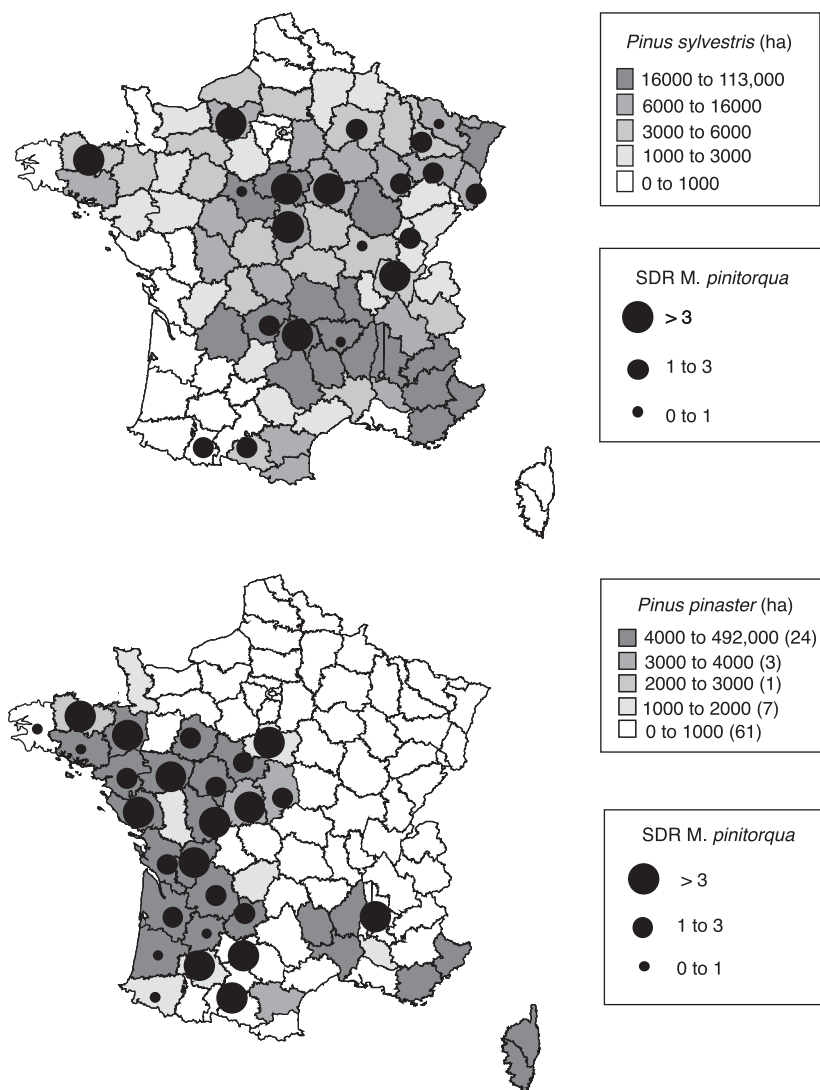 Pinus sylvestris (ha)
16000 to 113,000
6000 to 16000
3000 to 6000
1000 to 3000
0 to 1000
SDR M. pinitorqua
> 3
1 to 3
0 to 1
Pinus pinaster (ha)
4000 to 492,000 (24)
3000 to 4000 (3)
2000 to 3000 (1)
1000 to 2000 (7)
0 to 1000 (61)
SDR M. pinitorqua
> 3
1 to 3
0 to 1